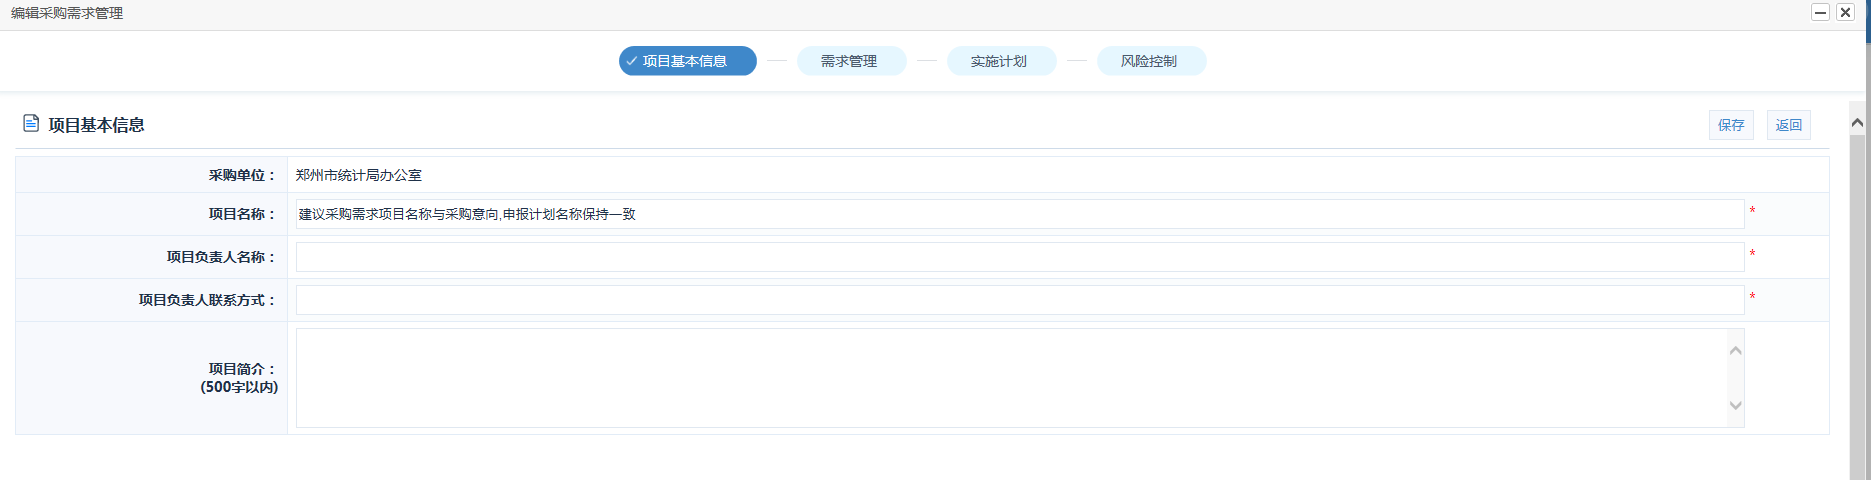 编辑采购需求管理
项目基本信息 需求管理 实施计划 风险控制
项目基本信息 保存 返回
采购单位： 郑州市统计局办公室
项目名称： 建议采购需求项目名称与采购意向,申报计划名称保持一致 *
项目负责人名称： *
项目负责人联系方式： *
项目简介：
(500字以内)